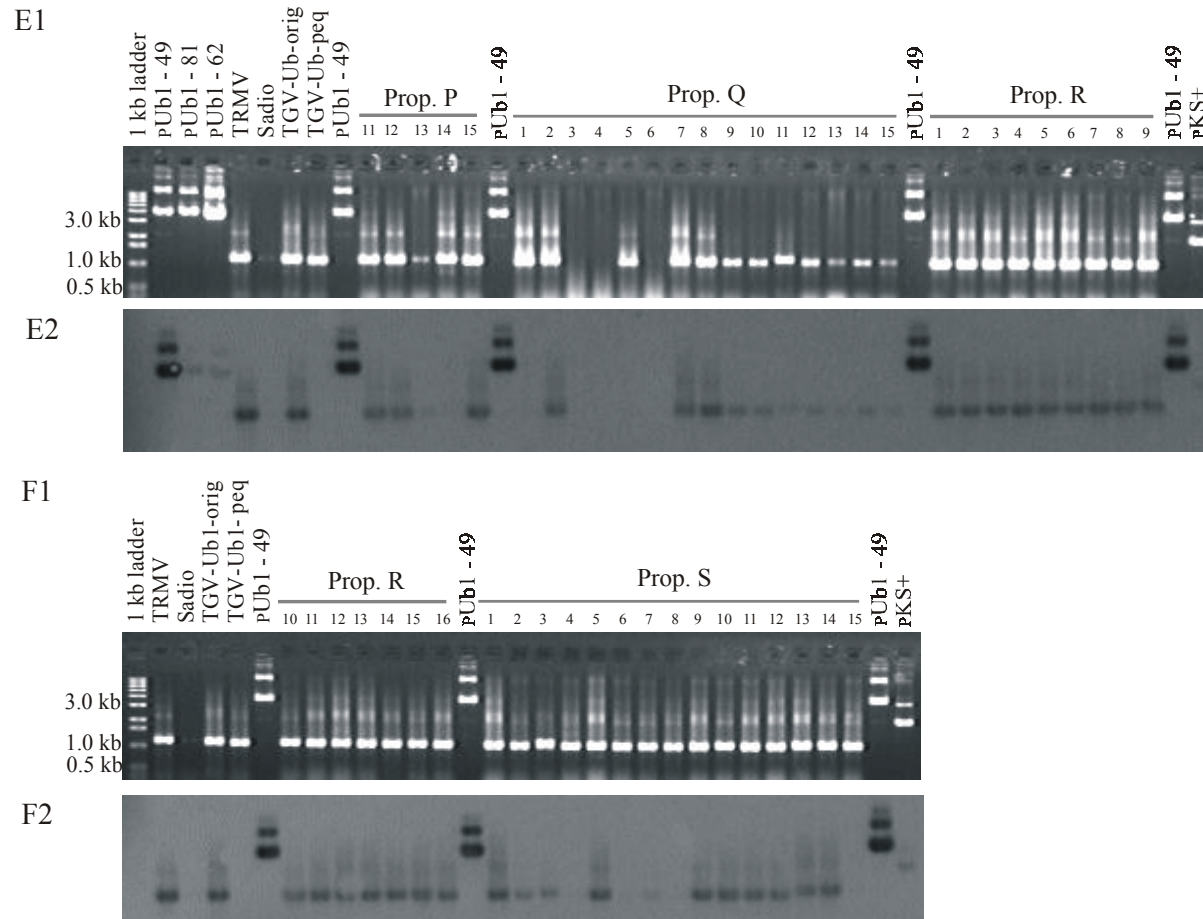 E1
1 kb ladder
pUb1 - 49
pUb1 - 81
pUb1 - 62
TRMV
Sadio
TGV-Ub-orig
TGV-Ub-peq
pUb1 - 49
Prop. P
11 12 13 14 15
pUb1 - 49
Prop. Q
1 2 3 4 5 6 7 8 9 10 11 12 13 14 15
pUb1 - 49
Prop. R
1 2 3 4 5 6 7 8 9
pUb1 - 49
pKS+
3.0 kb
1.0 kb
0.5 kb
E2
F1
1 kb ladder
TRMV
Sadio
TGV-Ub1-orig
TGV-Ub1- peq
pUb1 - 49
Prop. R
10 11 12 13 14 15 16
pUb1 - 49
Prop. S
1 2 3 4 5 6 7 8 9 10 11 12 13 14 15
pUb1 - 49
pKS+
3.0 kb
1.0 kb
0.5 kb
F2